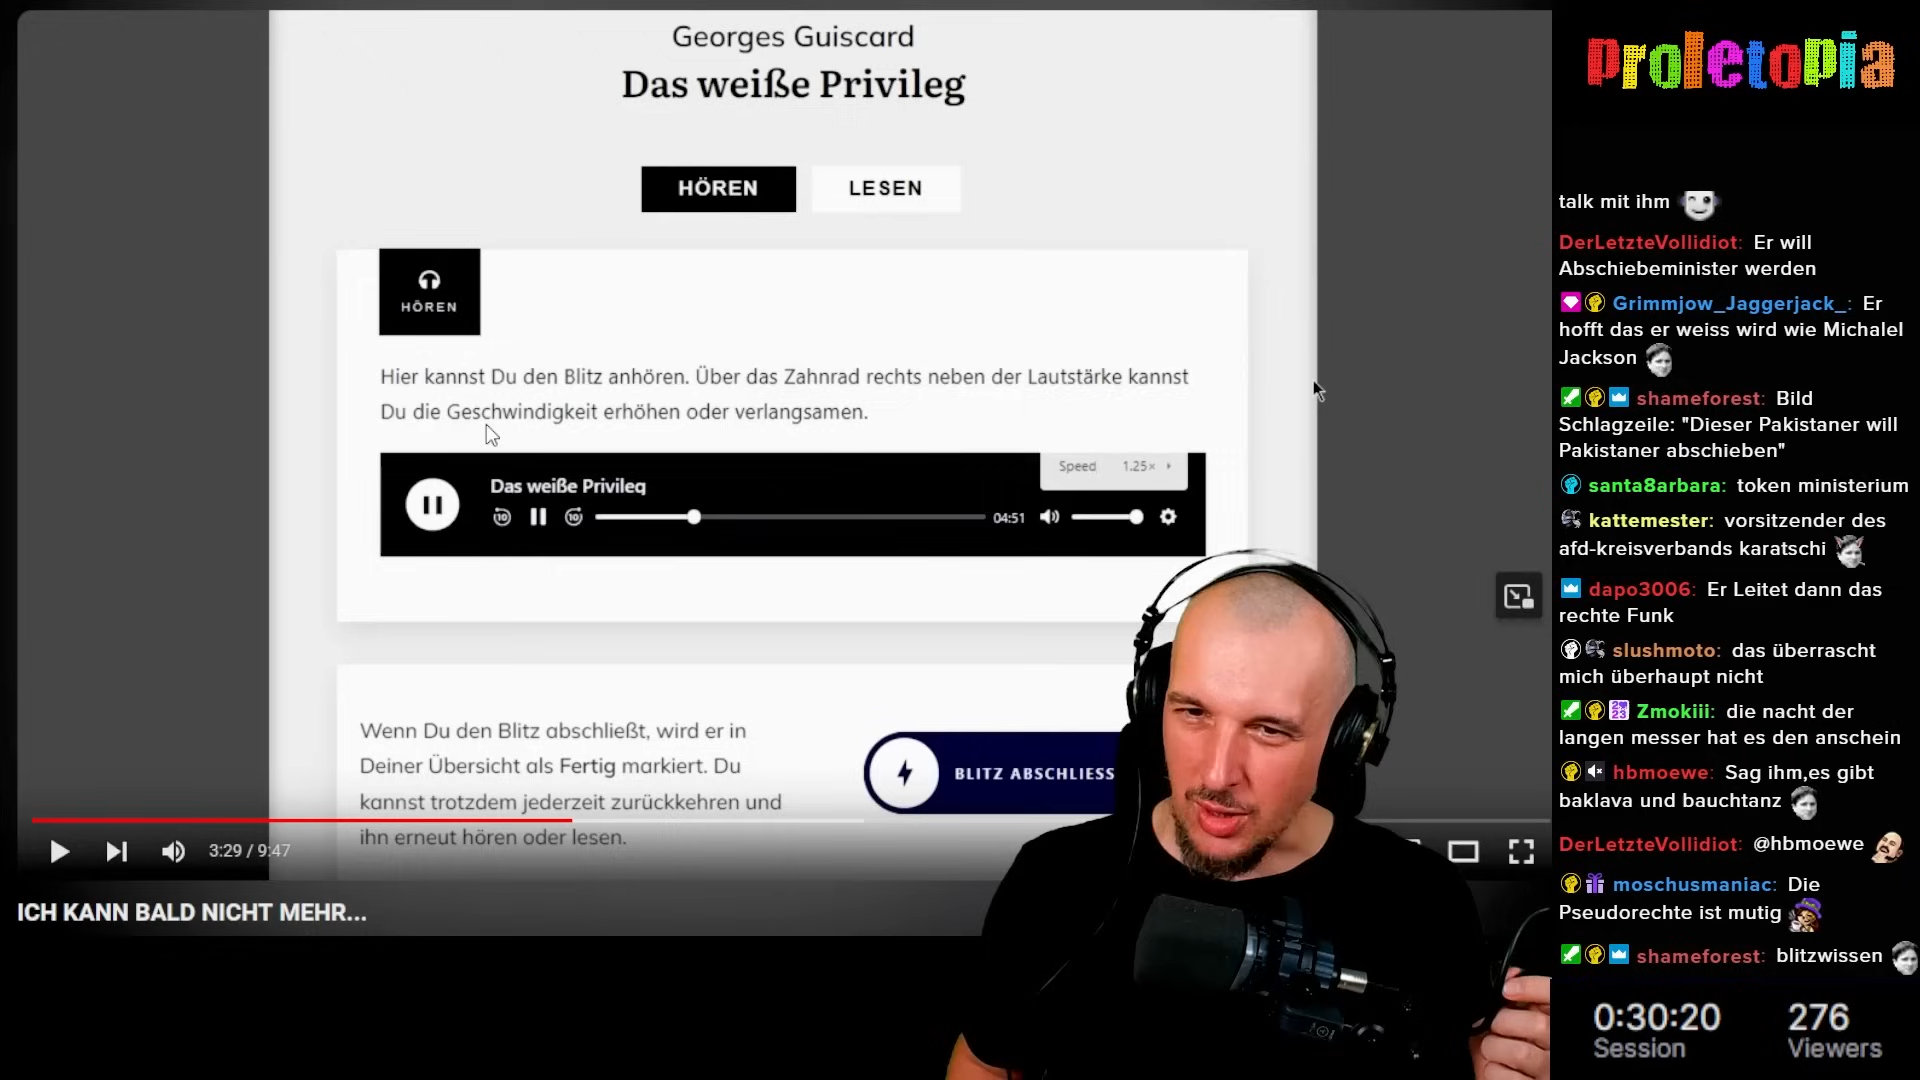 Georges Guiscard
Das weiße Privileg
HÖREN
LESEN
HÖREN
Hier kannst Du den Blitz anhören. Über das Zahnrad rechts neben der Lautstärke kannst
Du die Geschwindigkeit erhöhen oder verlangsamen.
Speed 1.25×
Das weiße Privileg
10
10
04:51
Wenn Du den Blitz abschließt, wird er in
Deiner Übersicht als Fertig markiert. Du
kannst trotzdem jederzeit zurückkehren und
ihn erneut hören oder lesen.
BLITZ ABSCHLIESS
3:29 / 9:47
ICH KANN BALD NICHT MEHR...
Proletopia
talk mit ihm
DerLetzteVollidiot: Er will
Abschiebeminister werden
Grimmjow_Jaggerjack_: Er
hofft das er weiss wird wie Michalel
Jackson
shameforest: Bild
Schlagzeile: "Dieser Pakistaner will
Pakistaner abschieben"
santa8arbara: token ministerium
kattemester: vorsitzender des
afd-kreisverbands karatschi
dapo3006: Er Leitet dann das
rechte Funk
slushmoto: das überrascht
mich überhaupt nicht
Zmokiii: die nacht der
langen messer hat es den anschein
hbmoewe: Sag ihm,es gibt
baklava und bauchtanz
DerLetzteVollidiot: @hbmoewe
moschusmaniac: Die
Pseudorechte ist mutig
shameforest: blitzwissen
0:30:20
Session
276
Viewers